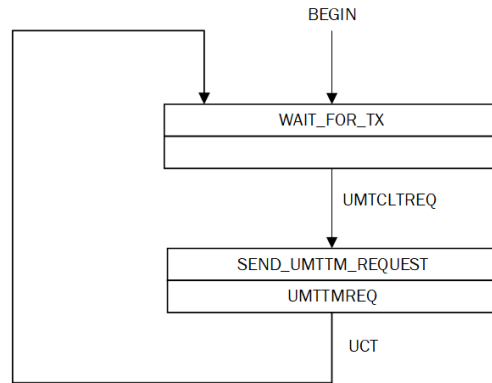 BEGIN
WAIT_FOR_TX
UMTCLTREQ
SEND_UMTTM_REQUEST
UMTTMREQ
UCT